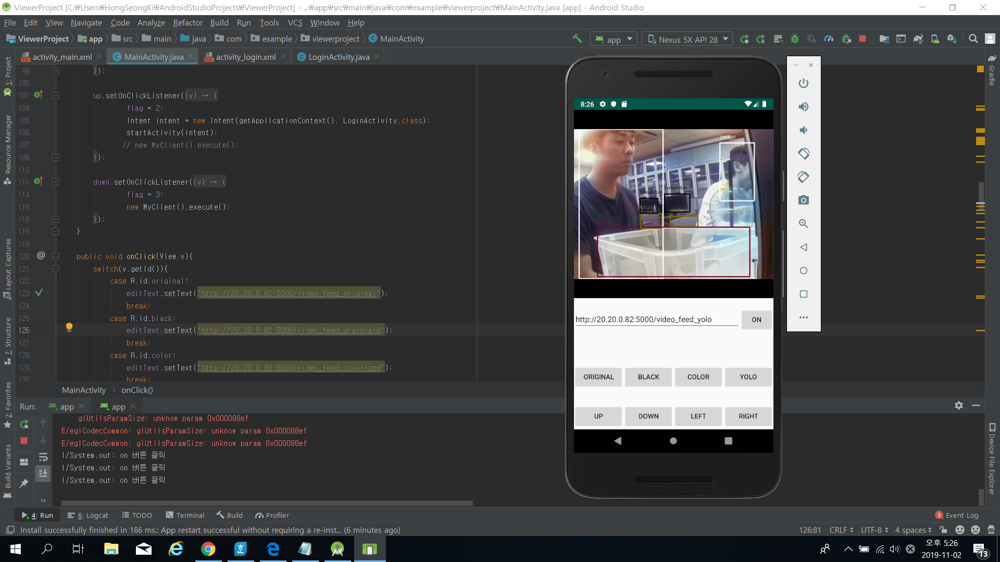 ViewerProject [C:₩Users₩HongSeongKi₩AndroidStudioProjects₩ViewerProject] - ...₩app₩src₩main₩java₩com₩example₩viewerproject₩MainActivity.java [app] - Android Studio
File Edit View Navigate Code Analyze Refactor Build Run Tools VCS Window Help
ViewerProject app src main java com example viewerproject MainActivity app Nexus 5X API 28
activity_main.xml MainActivity.java activity_login.xml LoginActivity.java
1: Project
Resource Manager
Layout Captures
7: Structure
2: Favorites
Build Variants
98 });
100
101 up.setOnClickListener((v) → {
104 flag = 2;
105 Intent intent = new Intent(getApplicationContext(), LoginActivity.class);
106 startActivity(intent);
107 // new MyClient().execute();
108 });
110
111 down.setOnClickListener((v) → {
114 flag = 3;
115 new MyClient().execute();
116 });
118 }
119
120 @ public void onClick(View v){
121 switch(v.getId()){
122 case R.id.original:
123 editText.setText("http://20.20.0.82:5000/video_feed_original");
124 break;
125 case R.id.black:
126 editText.setText("http://20.20.0.82:5000/video_feed_grayscale");
127 break;
128 case R.id.color:
129 editText.setText("http://20.20.0.82:5000/video_feed_colorized");
130 break;
MainActivity onClick()
Run: app app
glUtilsParamSize: unknow param 0x000088ef
E/eglCodecCommon: glUtilsParamSize: unknow param 0x000088ef
E/eglCodecCommon: glUtilsParamSize: unknow param 0x000088ef
I/System.out: on 버튼 클릭
I/System.out: on 버튼 클릭
I/System.out: on 버튼 클릭
8:26
person
tvmonitor
tvmonitor
chair
http://20.20.0.82:5000/video_feed_yolo ON
ORIGINAL BLACK COLOR YOLO
UP DOWN LEFT RIGHT
Gradle
Device File Explorer
4: Run 6: Logcat TODO Terminal Build Profiler 3 Event Log
Install successfully finished in 186 ms.: App restart successful without requiring a re-inst... (6 minutes ago) 126:81 CRLF UTF-8 4 spaces
오후 5:26
2019-11-02
13